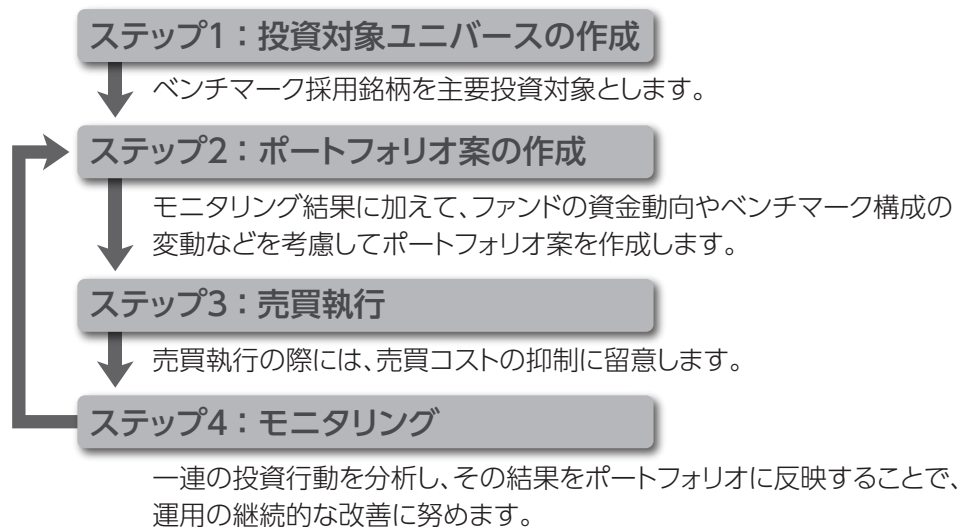 ステップ1：投資対象ユニバースの作成
ベンチマーク採用銘柄を主要投資対象とします。
ステップ2：ポートフォリオ案の作成
モニタリング結果に加えて、ファンドの資金動向やベンチマーク構成の
変動などを考慮してポートフォリオ案を作成します。
ステップ3：売買執行
売買執行の際には、売買コストの抑制に留意します。
ステップ4：モニタリング
一連の投資行動を分析し、その結果をポートフォリオに反映することで、
運用の継続的な改善に努めます。